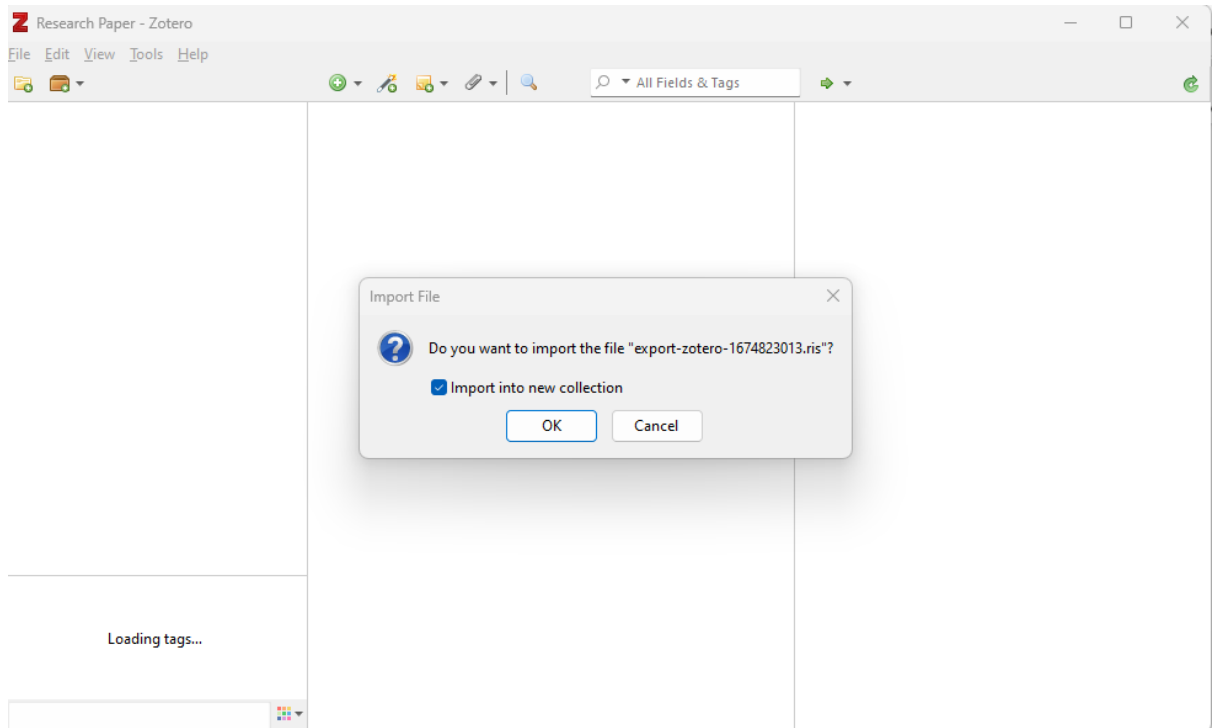 Z Research Paper - Zotero
File Edit View Tools Help
All Fields & Tags
Import File
Do you want to import the file "export-zotero-1674823013.ris"?
Import into new collection
OK Cancel
Loading tags...